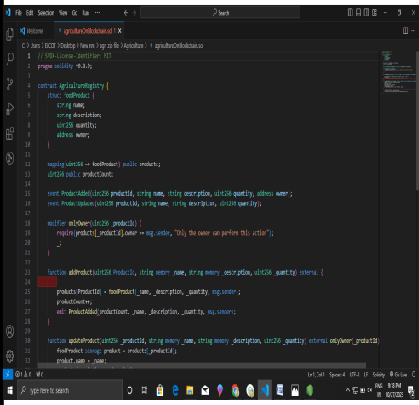 File Edit Selection View Go Run ... Search
Welcome agricultureOnBlockchain.sol 1 X
C: > Users > > Desktop > > Agriculture > agricultureOnBlockchain.sol
1 // SPDX-License-Identifier: MIT
2 pragma solidity ^0.8.0;
3
4 contract AgricultureRegistry {
5 struct FoodProduct {
6 string name;
7 string description;
8 uint256 quantity;
9 address owner;
10 }
11
12 mapping(uint256 => FoodProduct) public products;
13 uint256 public productCount;
14
15 event ProductAdded(uint256 productId, string name, string description, uint256 quantity, address owner);
16 event ProductUpdated(uint256 productId, string name, string description, uint256 quantity);
17
18 modifier onlyOwner(uint256 _productId) {
19 require(products[_productId].owner == msg.sender, "Only the owner can perform this action");
20 _;
21 }
22
23 function addProduct(uint256 ProductId, string memory _name, string memory _description, uint256 _quantity) external {
24
25 products[ProductId] = FoodProduct(_name, _description, _quantity, msg.sender);
26 productCount++;
27 emit ProductAdded(productCount, _name, _description, _quantity, msg.sender);
28 }
29
30 function updateProduct(uint256 _productId, string memory _name, string memory _description, uint256 _quantity) external onlyOwner(_productId)
31 FoodProduct storage product = products[_productId];
32 product.name = _name;
Ln 1, Col 1 Spaces: 4 UTF-8 LF Solidity Go Live
Type here to search
ENG 9:18 PM
IN